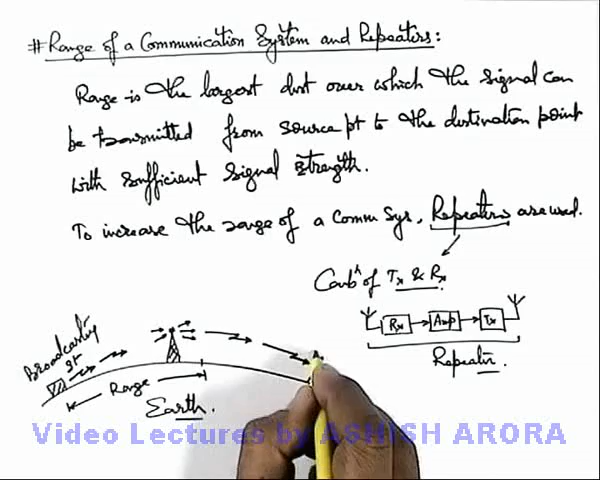 # Range of a Communication System and Repeaters:
Range is the largest dist over which the signal can
be transmitted from source pt to the destination point
with sufficient signal strength.
To increase the range of a Comm Sys, Repeaters are used.
Combⁿ of Tx & Rx
Rx Amp Tx
Repeater.
Broadcasting
st
Range
Earth.
Video Lectures by ASHISH ARORA